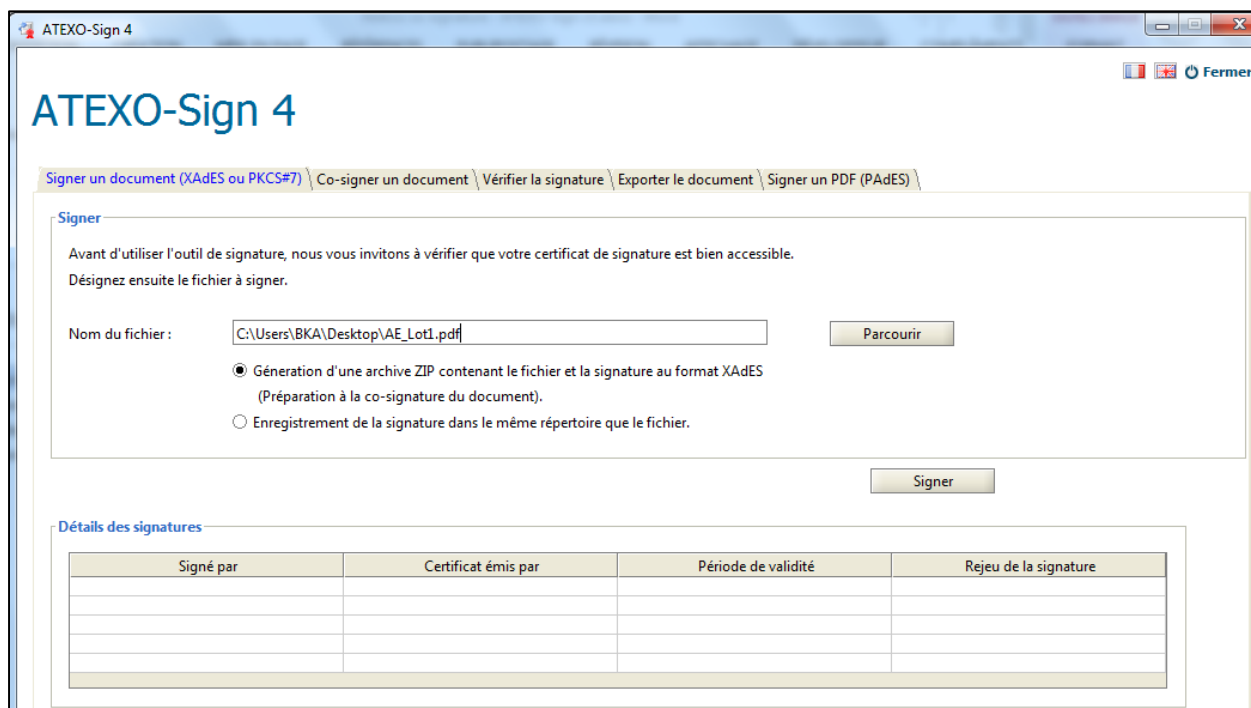 ATEXO-Sign 4
Fermer
ATEXO-Sign 4
Signer un document (XAdES ou PKCS#7) Co-signer un document Vérifier la signature Exporter le document Signer un PDF (PAdES)
Signer
Avant d'utiliser l'outil de signature, nous vous invitons à vérifier que votre certificat de signature est bien accessible.
Désignez ensuite le fichier à signer.
Nom du fichier : C:\Users\BKA\Desktop\AE_Lot1.pdf Parcourir
Géneration d'une archive ZIP contenant le fichier et la signature au format XAdES
(Préparation à la co-signature du document).
Enregistrement de la signature dans le même répertoire que le fichier.
Signer
Détails des signatures
Signé par Certificat émis par Période de validité Rejeu de la signature